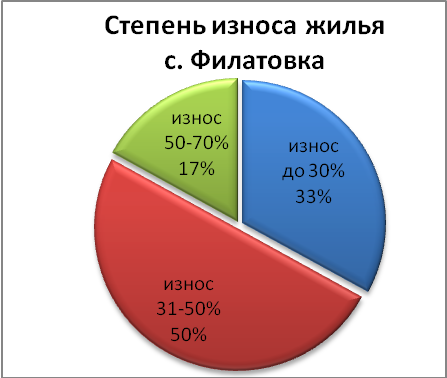 Степень износа жилья
с. Филатовка
износ
50-70%
17%
износ
до 30%
33%
износ
31-50%
50%